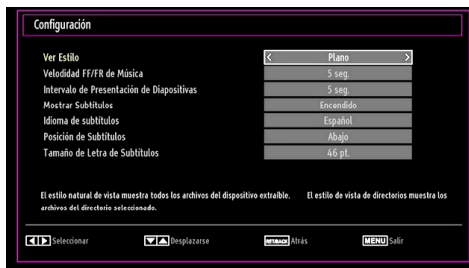 Configuración
Ver Estilo < Plano >
Velodidad FF/FR de Música 5 seg.
Intervalo de Presentación de Diapositivas 5 seg.
Mostrar Subtítulos Encendido
Idioma de subtítulos Español
Posición de Subtítulos Abajo
Tamaño de Letra de Subtítulos 46 pt.
El estilo natural de vista muestra todos los archivos del dispositivo extraíble. El estilo de vista de directorios muestra los
archivos del directorio seleccionado.
Seleccionar Desplazarse RET/BACK Atrás MENU Salir